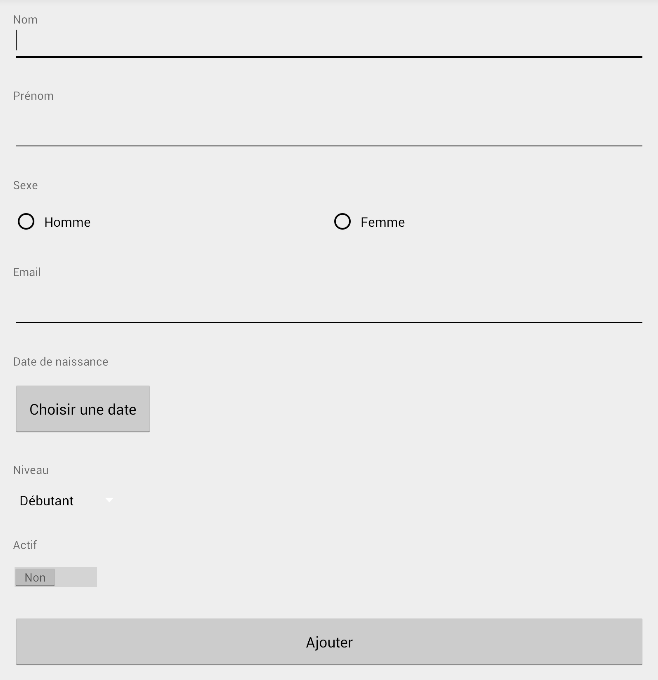 Nom
Prénom
Sexe
Homme Femme
Email
Date de naissance
Choisir une date
Niveau
Débutant
Actif
Non
Ajouter